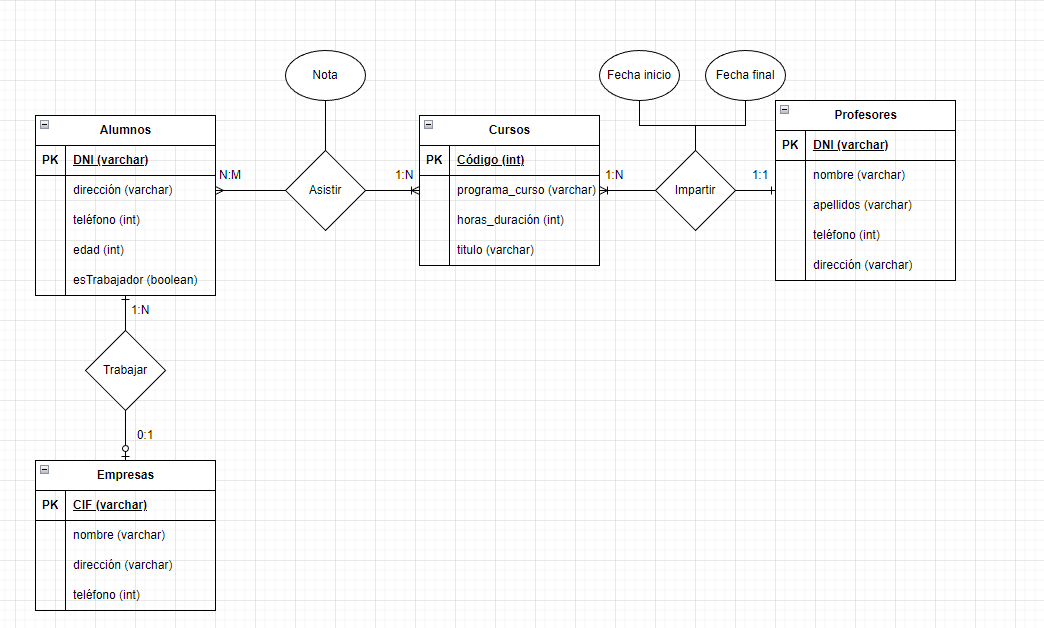 Nota
Fecha inicio
Fecha final
Alumnos
PK DNI (varchar)
dirección (varchar)
teléfono (int)
edad (int)
esTrabajador (boolean)
N:M
Asistir
1:N
Cursos
PK Código (int)
programa_curso (varchar)
horas_duración (int)
titulo (varchar)
1:N
Impartir
1:1
Profesores
PK DNI (varchar)
nombre (varchar)
apellidos (varchar)
teléfono (int)
dirección (varchar)
1:N
Trabajar
0:1
Empresas
PK CIF (varchar)
nombre (varchar)
dirección (varchar)
teléfono (int)